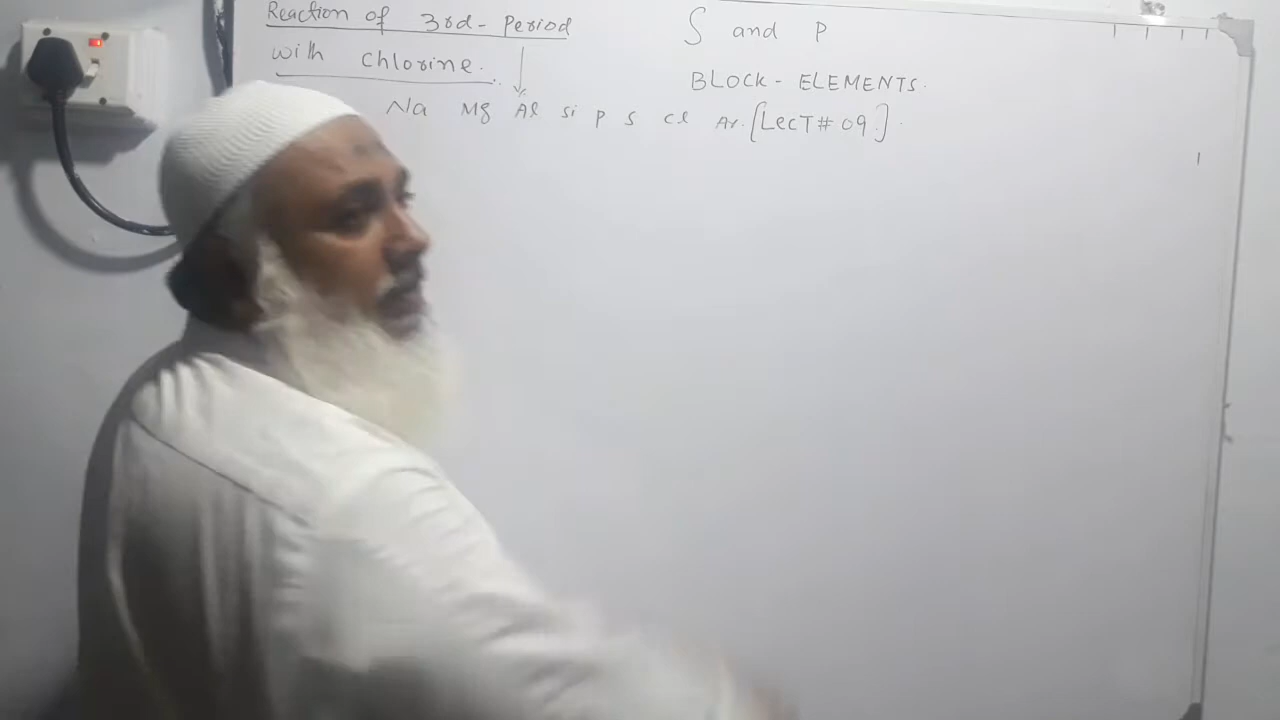 Reaction of 3rd-Period
with chlorine.
Na Mg Al si p s cl Ar.
S and P
BLOCK-ELEMENTS.
[LecT# 09.]